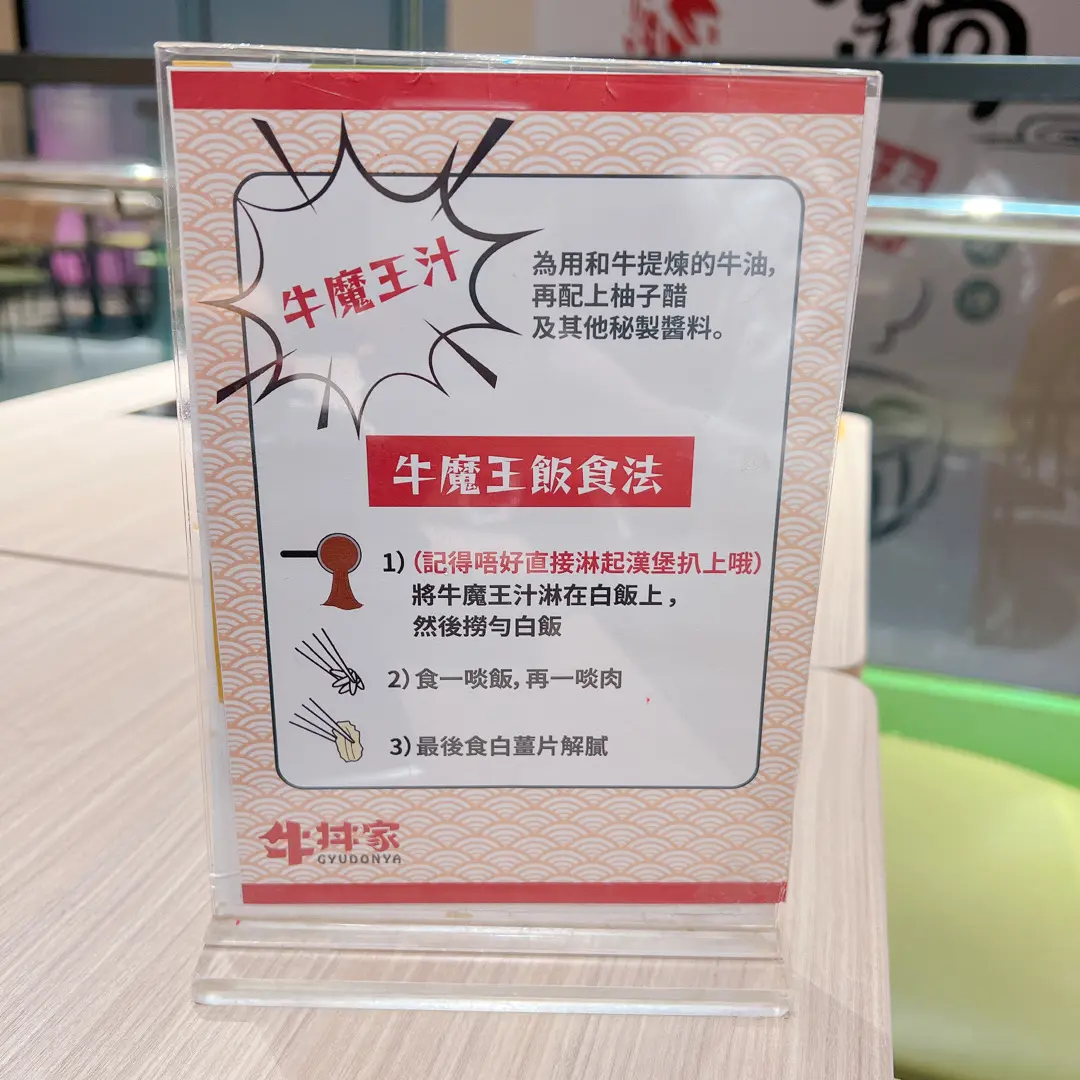 鍋
牛魔王汁
為用和牛提煉的牛油,
再配上柚子醋
及其他秘製醬料。
牛魔王飯食法
1)(記得唔好直接淋起漢堡扒上哦)
將牛魔王汁淋在白飯上,
然後撈勻白飯
2)食一啖飯,再一啖肉
3)最後食白薑片解膩
牛丼家
GYUDONYA